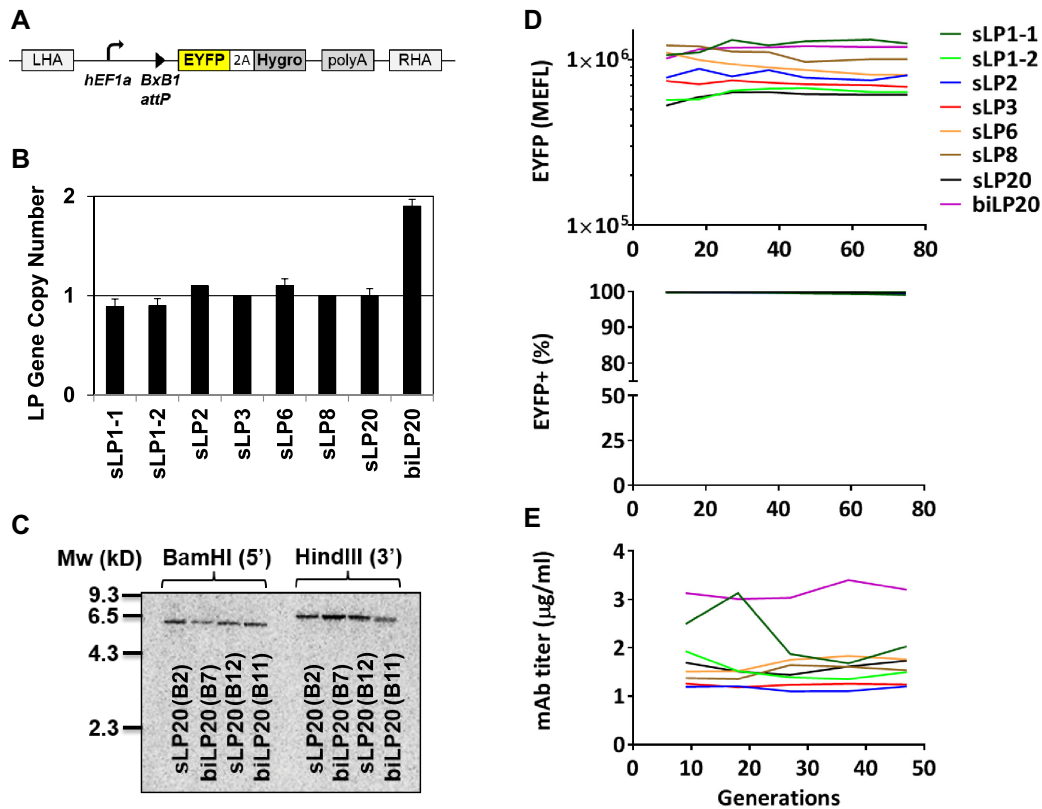 A
LHA
hEF1a
BxB1
attP
EYFP
2A
Hygro
polyA
RHA
B
LP Gene Copy Number
2
1
0
sLP1-1
sLP1-2
sLP2
sLP3
sLP6
sLP8
sLP20
biLP20
C
Mw (kD)
BamHI (5’)
HindIII (3’)
9.3
6.5
4.3
2.3
sLP20 (B2)
biLP20 (B7)
sLP20 (B12)
biLP20 (B11)
sLP20 (B2)
biLP20 (B7)
sLP20 (B12)
biLP20 (B11)
D
EYFP (MEFL)
1×10⁶
1×10⁵
0 20 40 60 80
sLP1-1
sLP1-2
sLP2
sLP3
sLP6
sLP8
sLP20
biLP20
EYFP+ (%)
100
90
80
50
25
0
0 20 40 60 80
E
mAb titer (µg/ml)
4
3
2
1
0
0 10 20 30 40 50
Generations